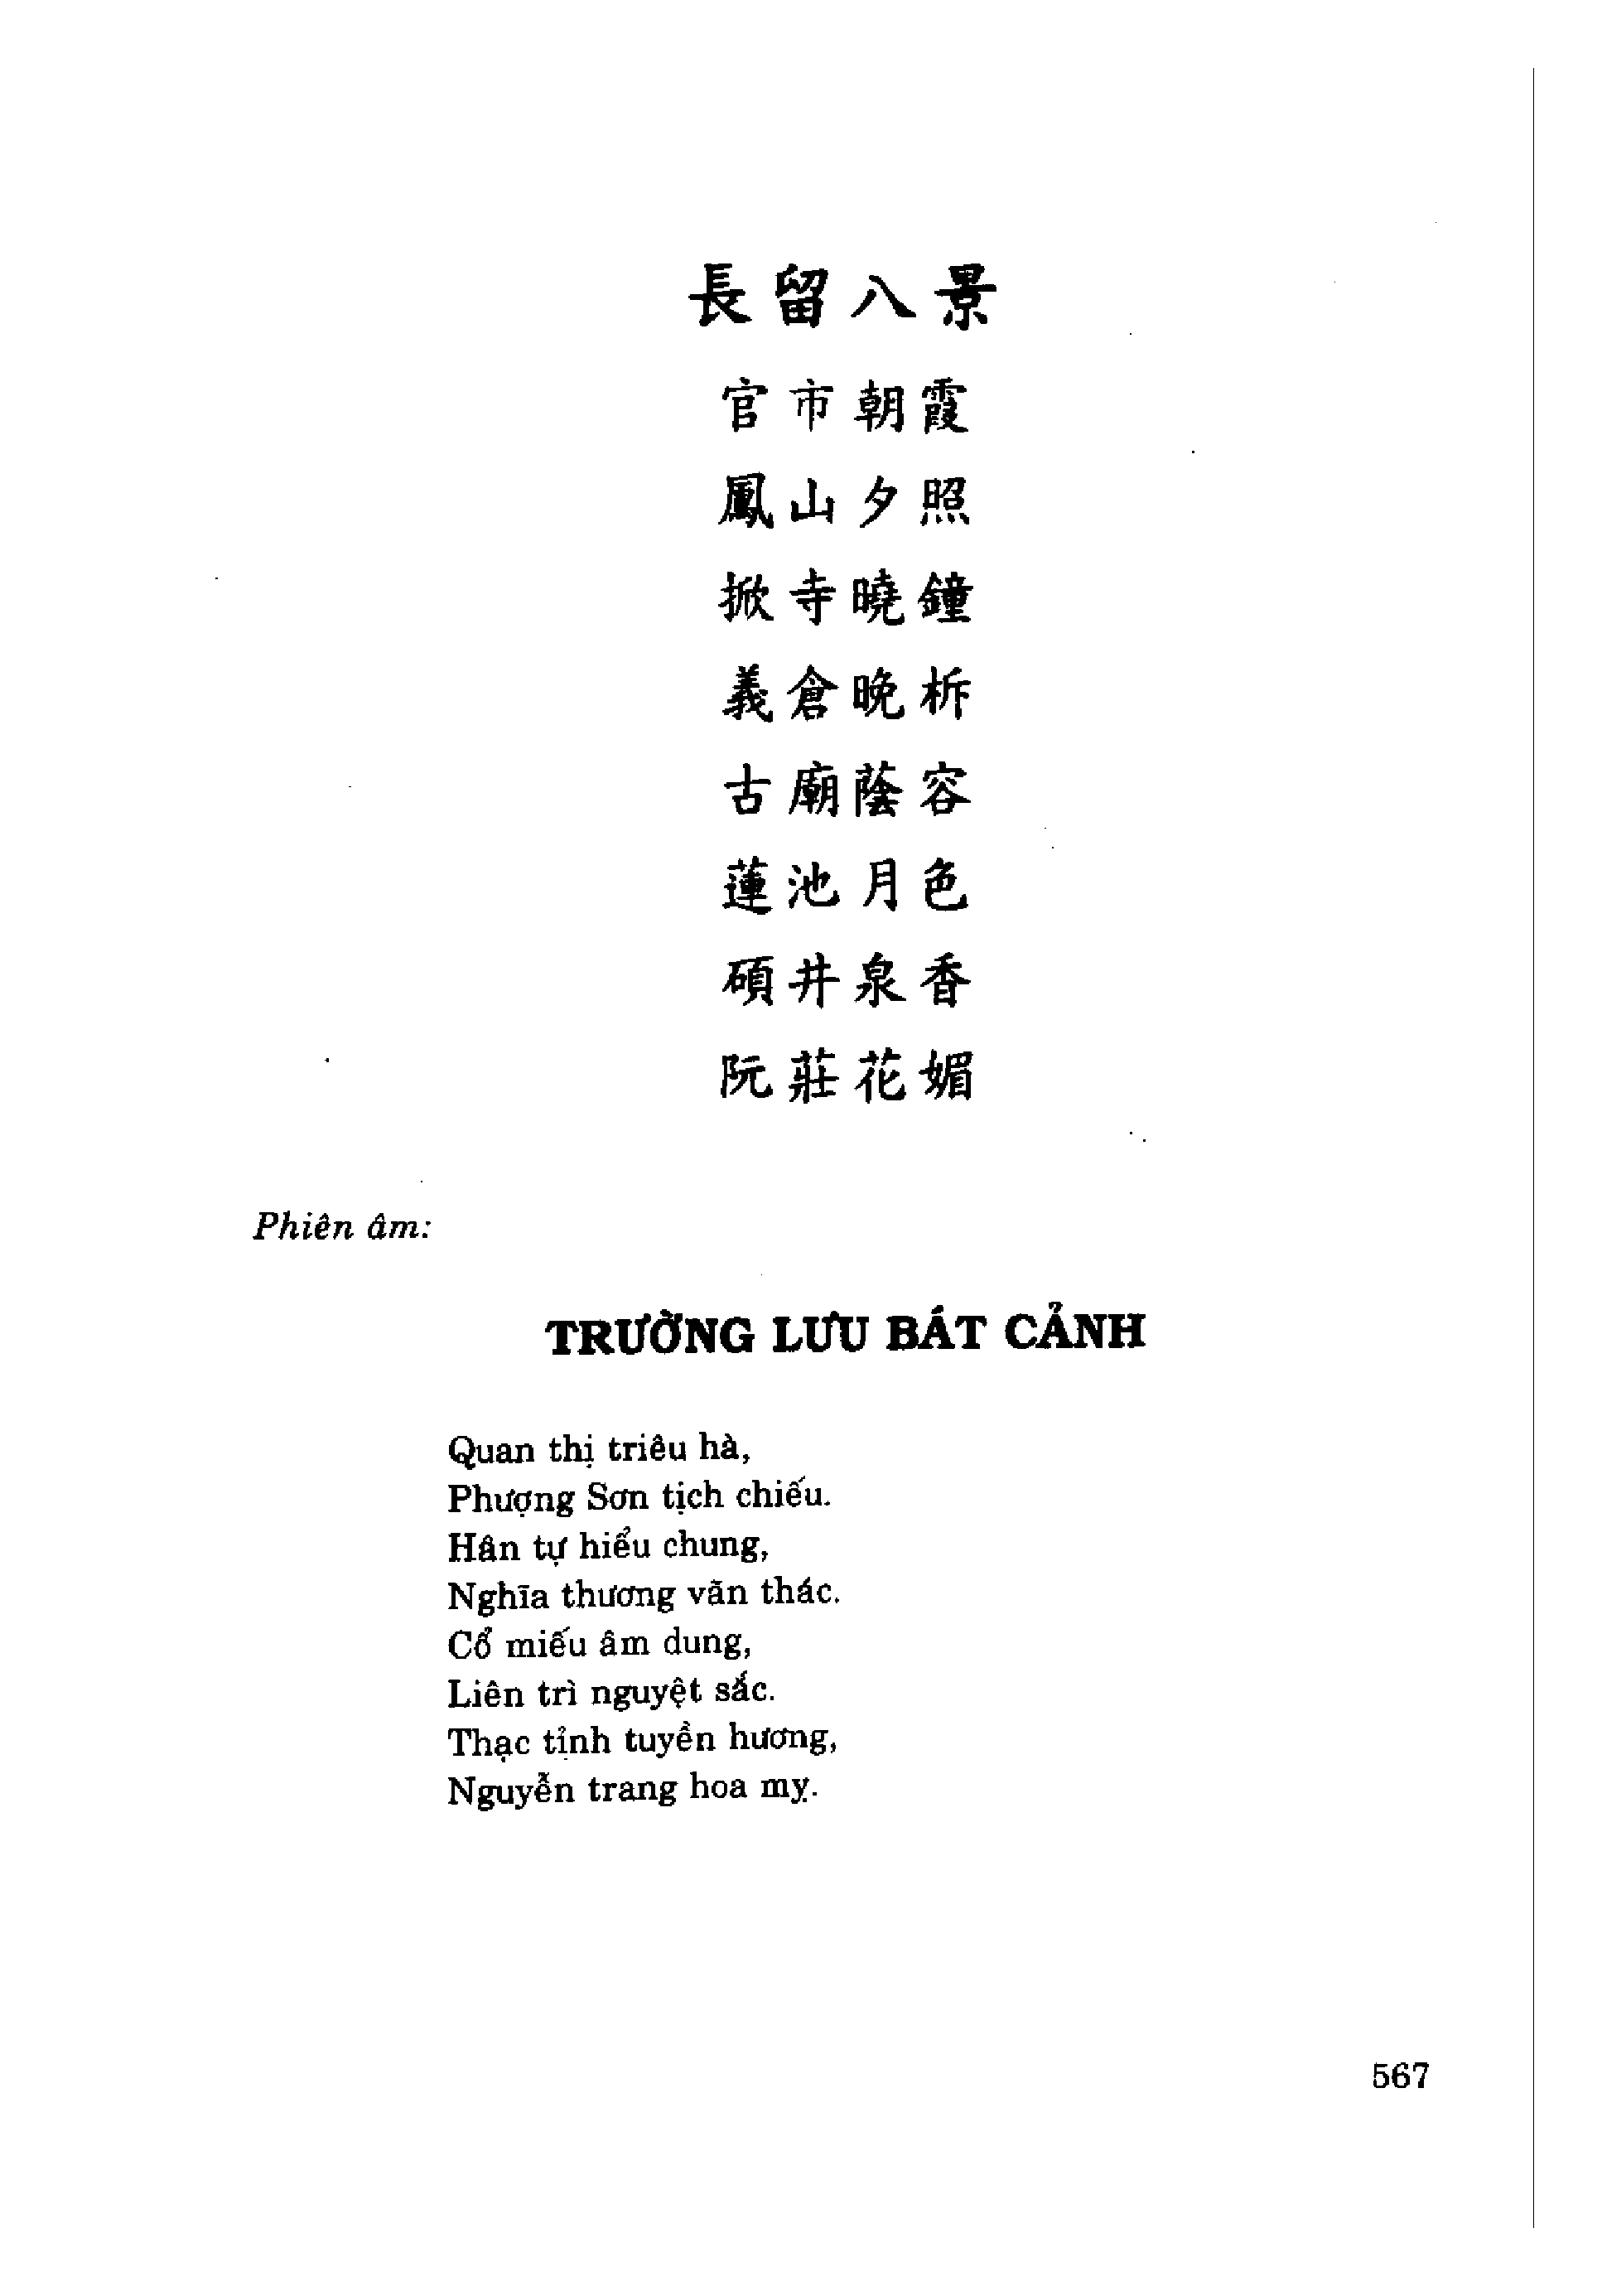 長留八景
官市朝霞
鳳山夕照
掀寺曉鐘
義倉晚柝
古廟蔭容
蓮池月色
碩井泉香
阮莊花媚
Phiên âm:
TRƯỜNG LƯU BÁT CẢNH
Quan thị triêu hà,
Phượng Sơn tịch chiếu.
Hân tự hiểu chung,
Nghĩa thương vãn thác.
Cổ miếu âm dung,
Liên trì nguyệt sắc.
Thạc tỉnh tuyền hương,
Nguyễn trang hoa mỵ.
567